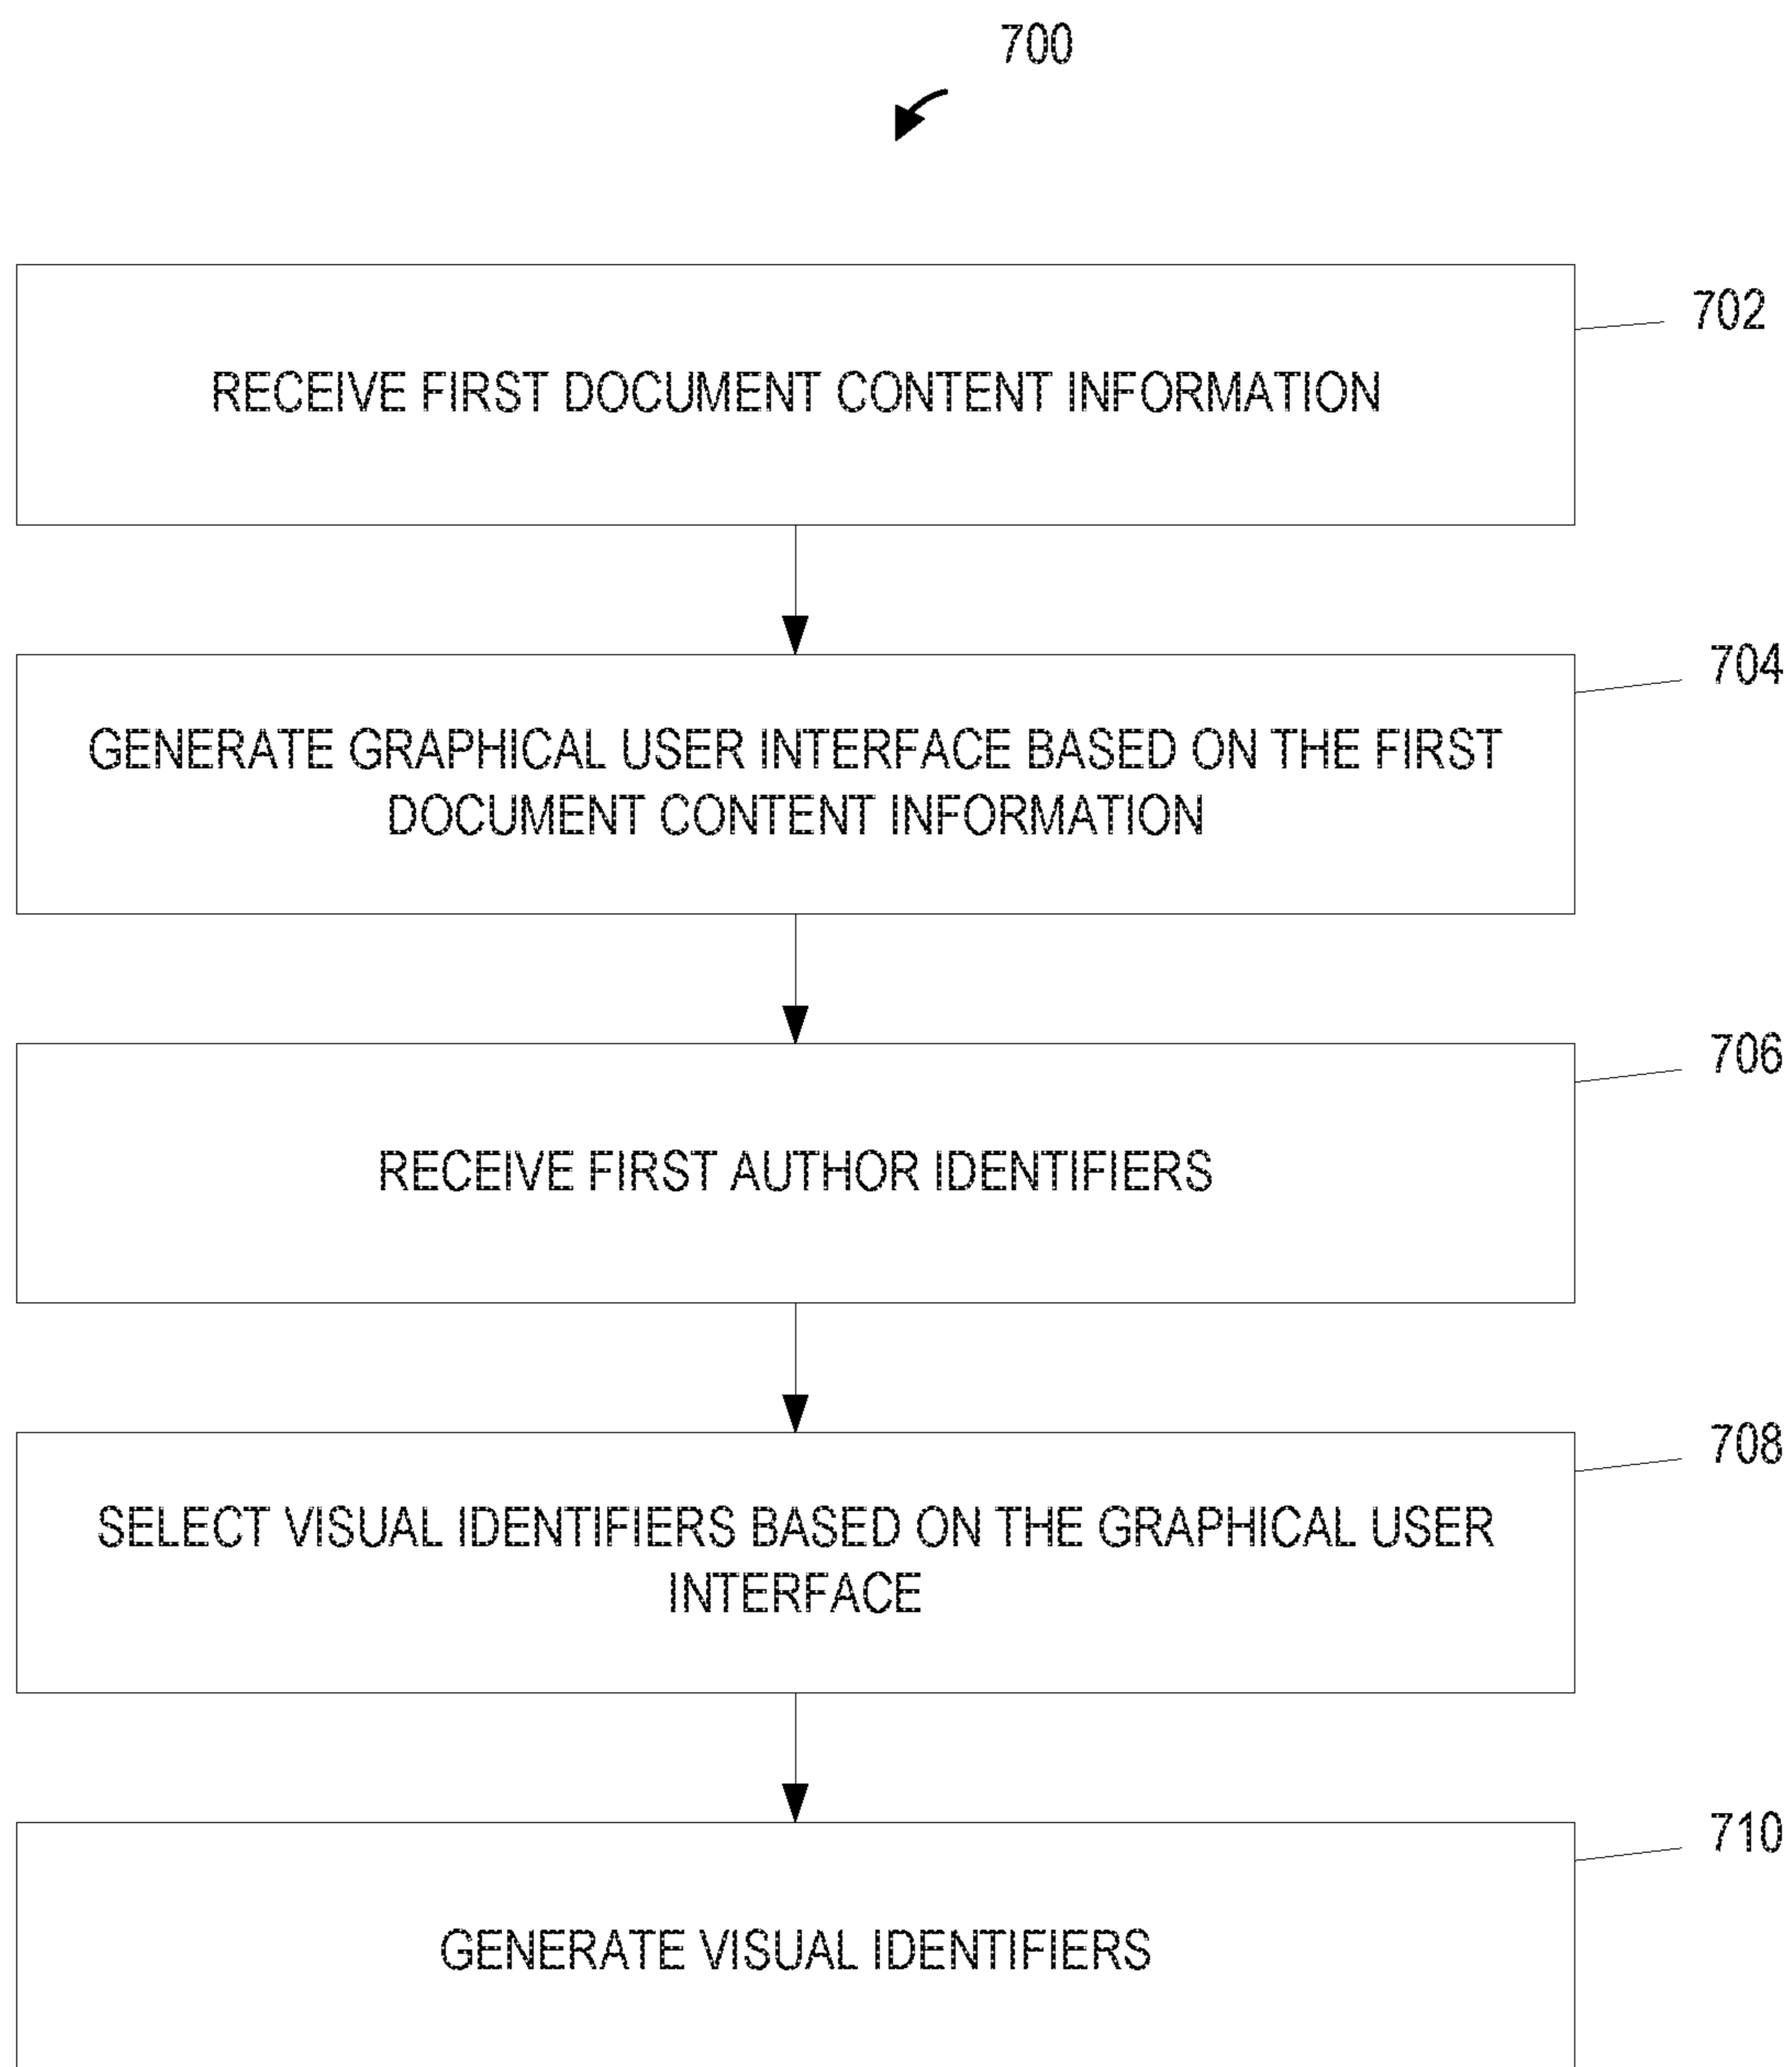 700
702
RECEIVE FIRST DOCUMENT CONTENT INFORMATION
704
GENERATE GRAPHICAL USER INTERFACE BASED ON THE FIRST
DOCUMENT CONTENT INFORMATION
706
RECEIVE FIRST AUTHOR IDENTIFIERS
708
SELECT VISUAL IDENTIFIERS BASED ON THE GRAPHICAL USER
INTERFACE
710
GENERATE VISUAL IDENTIFIERS